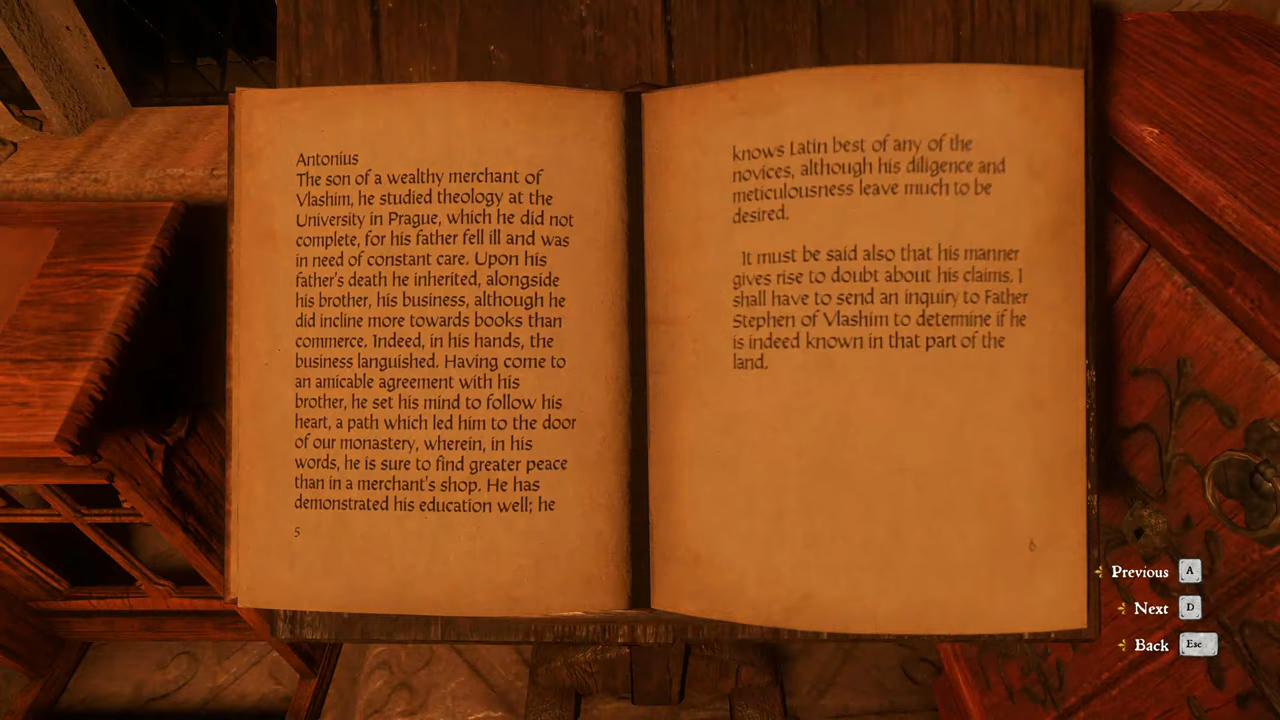 Antonius
The son of a wealthy merchant of
Vlashim, he studied theology at the
University in Prague, which he did not
complete, for his father fell ill and was
in need of constant care. Upon his
father's death he inherited, alongside
his brother, his business, although he
did incline more towards books than
commerce. Indeed, in his hands, the
business languished. Having come to
an amicable agreement with his
brother, he set his mind to follow his
heart, a path which led him to the door
of our monastery, wherein, in his
words, he is sure to find greater peace
than in a merchant's shop. He has
demonstrated his education well; he
5
knows Latin best of any of the
novices, although his diligence and
meticulousness leave much to be
desired.
It must be said also that his manner
gives rise to doubt about his claims. I
shall have to send an inquiry to Father
Stephen of Vlashim to determine if he
is indeed known in that part of the
land.
6
Previous A
Next D
Back Esc